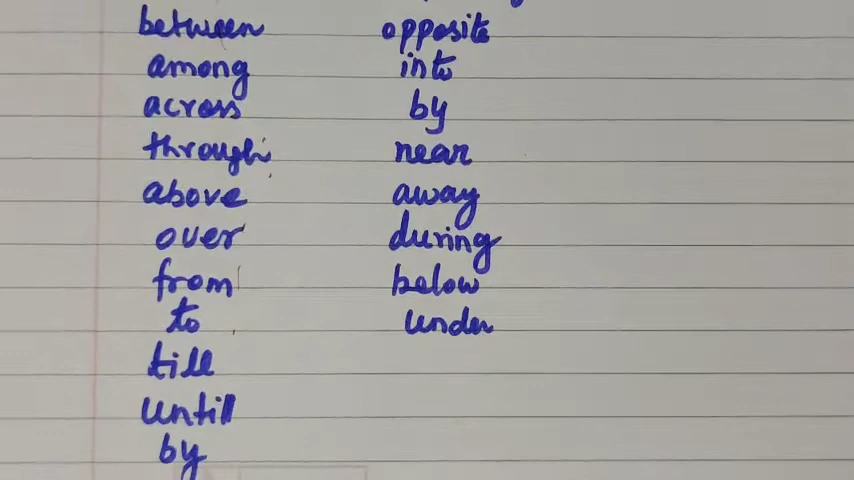 between opposite
among into
across by
through near
above away
over during
from below
to under
till
until
by